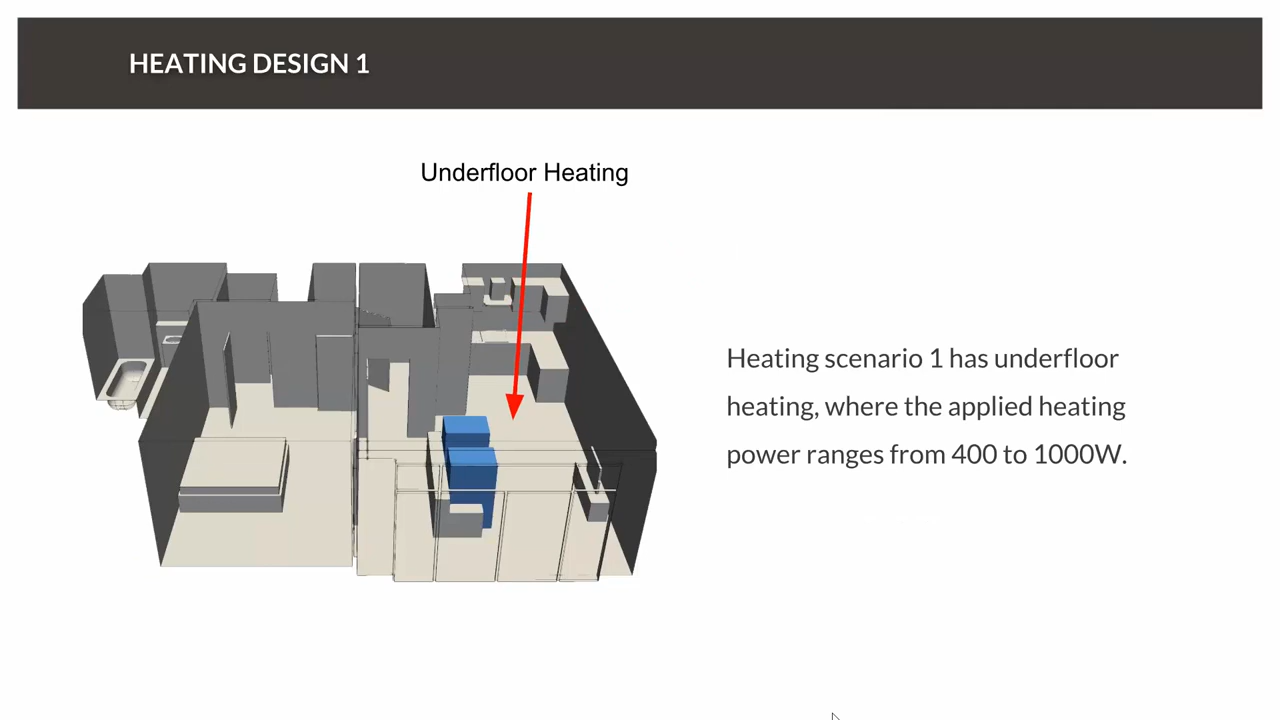 HEATING DESIGN 1
Underfloor Heating
Heating scenario 1 has underfloor
heating, where the applied heating
power ranges from 400 to 1000W.